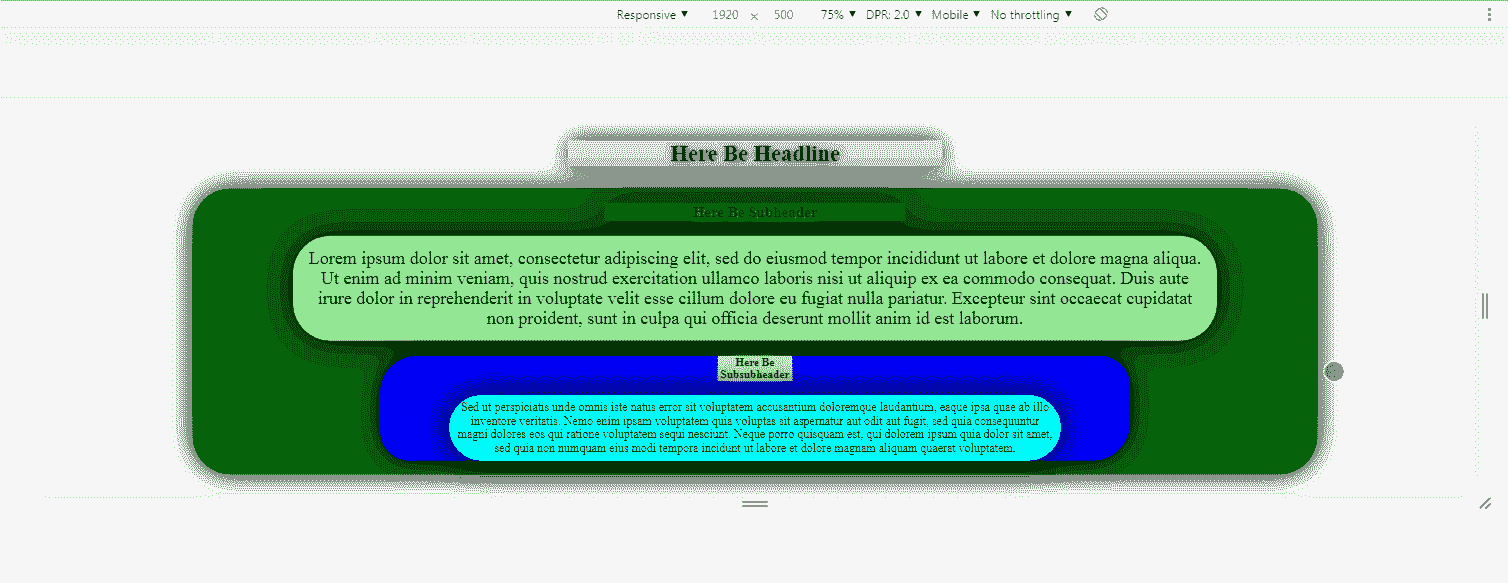 Responsive ▼ 1920 × 500 75% ▼ DPR: 2.0 ▼ Mobile ▼ No throttling ▼
Here Be Headline
Here Be Subheader
Lorem ipsum dolor sit amet, consectetur adipiscing elit, sed do eiusmod tempor incididunt ut labore et dolore magna aliqua.
Ut enim ad minim veniam, quis nostrud exercitation ullamco laboris nisi ut aliquip ex ea commodo consequat. Duis aute
irure dolor in reprehenderit in voluptate velit esse cillum dolore eu fugiat nulla pariatur. Excepteur sint occaecat cupidatat
non proident, sunt in culpa qui officia deserunt mollit anim id est laborum.
Here Be
Subsubheader
Sed ut perspiciatis unde omnis iste natus error sit voluptatem accusantium doloremque laudantium, eaque ipsa quae ab illo
inventore veritatis. Nemo enim ipsam voluptatem quia voluptas sit aspernatur aut odit aut fugit, sed quia consequuntur
magni dolores eos qui ratione voluptatem sequi nesciunt. Neque porro quisquam est, qui dolorem ipsum quia dolor sit amet,
sed quia non numquam eius modi tempora incidunt ut labore et dolore magnam aliquam quaerat voluptatem.